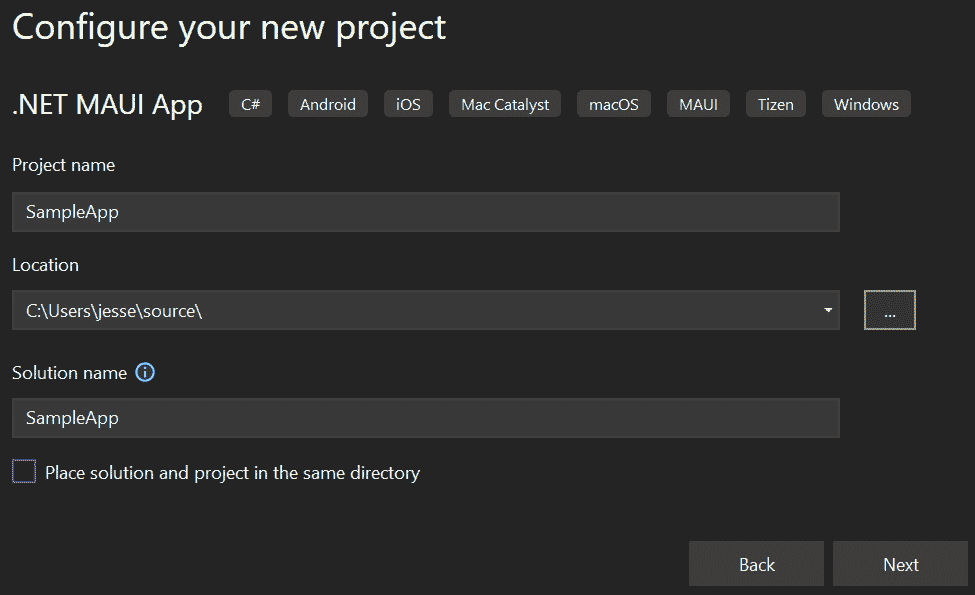 Configure your new project
.NET MAUI App C# Android iOS Mac Catalyst macOS MAUI Tizen Windows
Project name
SampleApp
Location
C:\Users\jesse\source\ ...
Solution name
SampleApp
Place solution and project in the same directory
Back Next